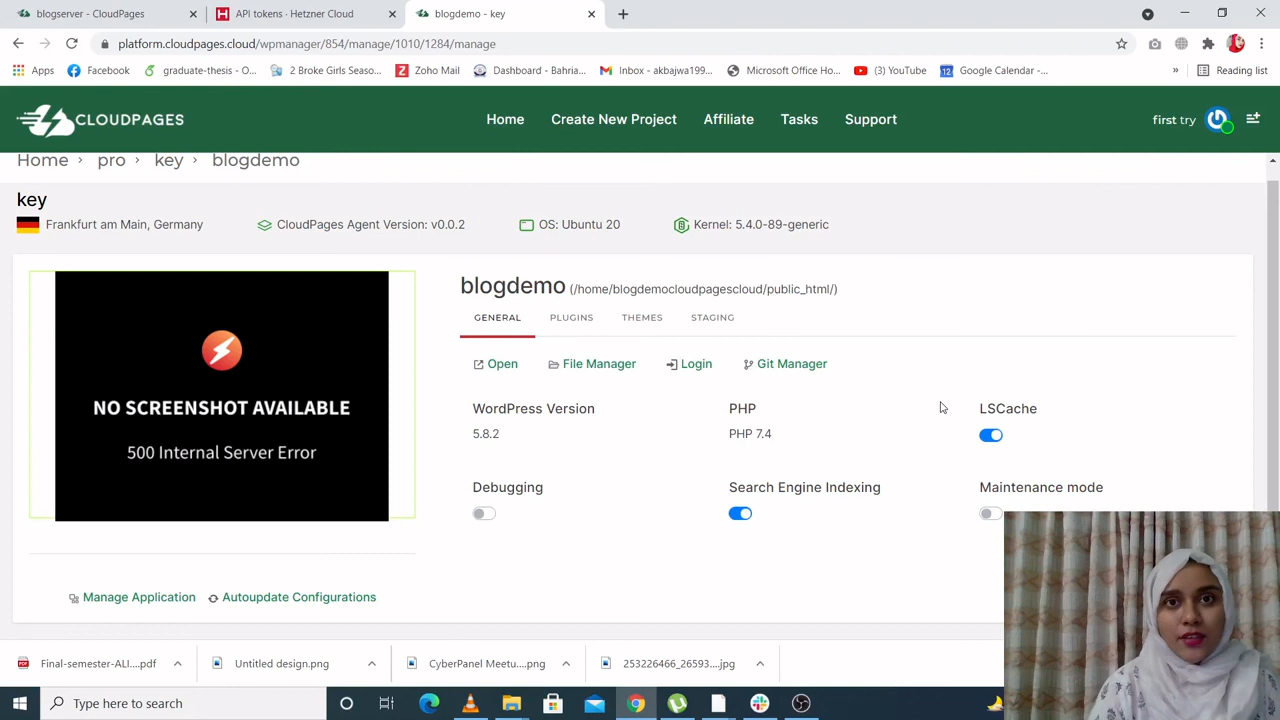 blogserver - CloudPages
API tokens · Hetzner Cloud
blogdemo - key
platform.cloudpages.cloud/wpmanager/854/manage/1010/1284/manage
Apps
Facebook
graduate-thesis - O...
2 Broke Girls Seaso...
Zoho Mail
Dashboard - Bahria...
Inbox - akbajwa199...
Microsoft Office Ho...
(3) YouTube
Google Calendar -...
»
Reading list
CLOUDPAGES
Home
Create New Project
Affiliate
Tasks
Support
first try
Home › pro › key › blogdemo
key
Frankfurt am Main, Germany
CloudPages Agent Version: v0.0.2
OS: Ubuntu 20
Kernel: 5.4.0-89-generic
NO SCREENSHOT AVAILABLE
500 Internal Server Error
Manage Application
Autoupdate Configurations
blogdemo (/home/blogdemocloudpagescloud/public_html/)
GENERAL
PLUGINS
THEMES
STAGING
Open
File Manager
Login
Git Manager
WordPress Version
5.8.2
PHP
PHP 7.4
LSCache
Debugging
Search Engine Indexing
Maintenance mode
Final-semester-ALI....pdf
Untitled design.png
CyberPanel Meetu....png
253226466_26593....jpg
Type here to search